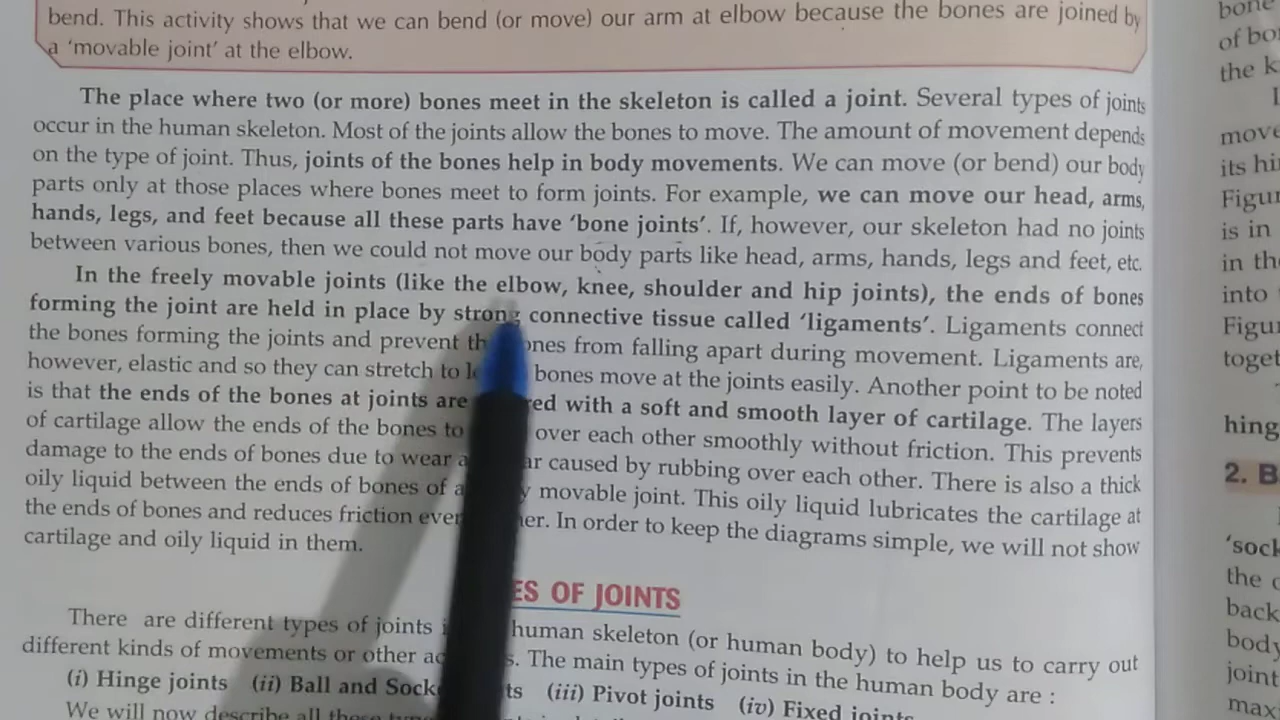 bend. This activity shows that we can bend (or move) our arm at elbow because the bones are joined by
a 'movable joint' at the elbow.
The place where two (or more) bones meet in the skeleton is called a joint. Several types of joints
occur in the human skeleton. Most of the joints allow the bones to move. The amount of movement depends
on the type of joint. Thus, joints of the bones help in body movements. We can move (or bend) our body
parts only at those places where bones meet to form joints. For example, we can move our head, arms,
hands, legs, and feet because all these parts have 'bone joints'. If, however, our skeleton had no joints
between various bones, then we could not move our body parts like head, arms, hands, legs and feet, etc.
In the freely movable joints (like the elbow, knee, shoulder and hip joints), the ends of bones
forming the joint are held in place by strong connective tissue called 'ligaments'. Ligaments connect
the bones forming the joints and prevent the bones from falling apart during movement. Ligaments are,
however, elastic and so they can stretch to bones move at the joints easily. Another point to be noted
is that the ends of the bones at joints are with a soft and smooth layer of cartilage. The layers
of cartilage allow the ends of the bones to over each other smoothly without friction. This prevents
damage to the ends of bones due to wear caused by rubbing over each other. There is also a thick
oily liquid between the ends of bones of a movable joint. This oily liquid lubricates the cartilage at
the ends of bones and reduces friction even In order to keep the diagrams simple, we will not show
cartilage and oily liquid in them.
OF JOINTS
There are different types of joints human skeleton (or human body) to help us to carry out
different kinds of movements or other The main types of joints in the human body are :
(i) Hinge joints (ii) Ball and (iii) Pivot joints (iv) Fixed joints
We will now describe all these
of
the
move
its
is in
in the
into
hing
2. B
'sock
the
back
body
joint